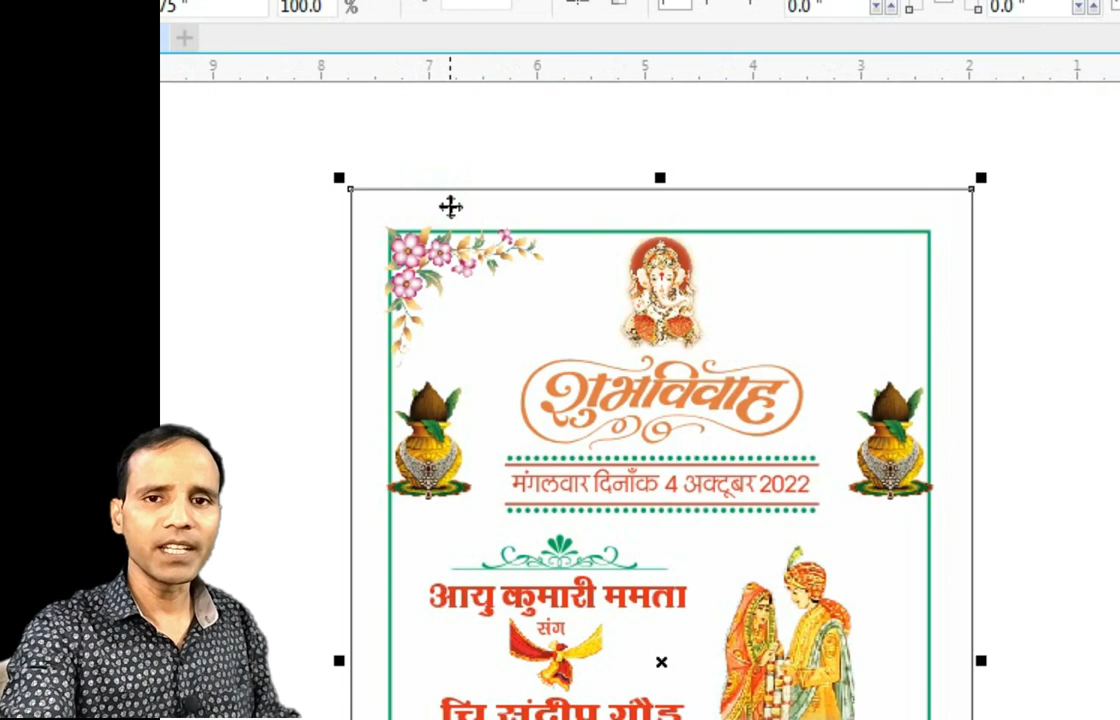 /5 " 100.0 % 0.0 " 0.0 "
9 8 7 6 5 4 3 2 1
शुभविवाह
मंगलवार दिनाँक 4 अक्टूबर 2022
आयु कुमारी ममता
संग
चि संदीप गौड़